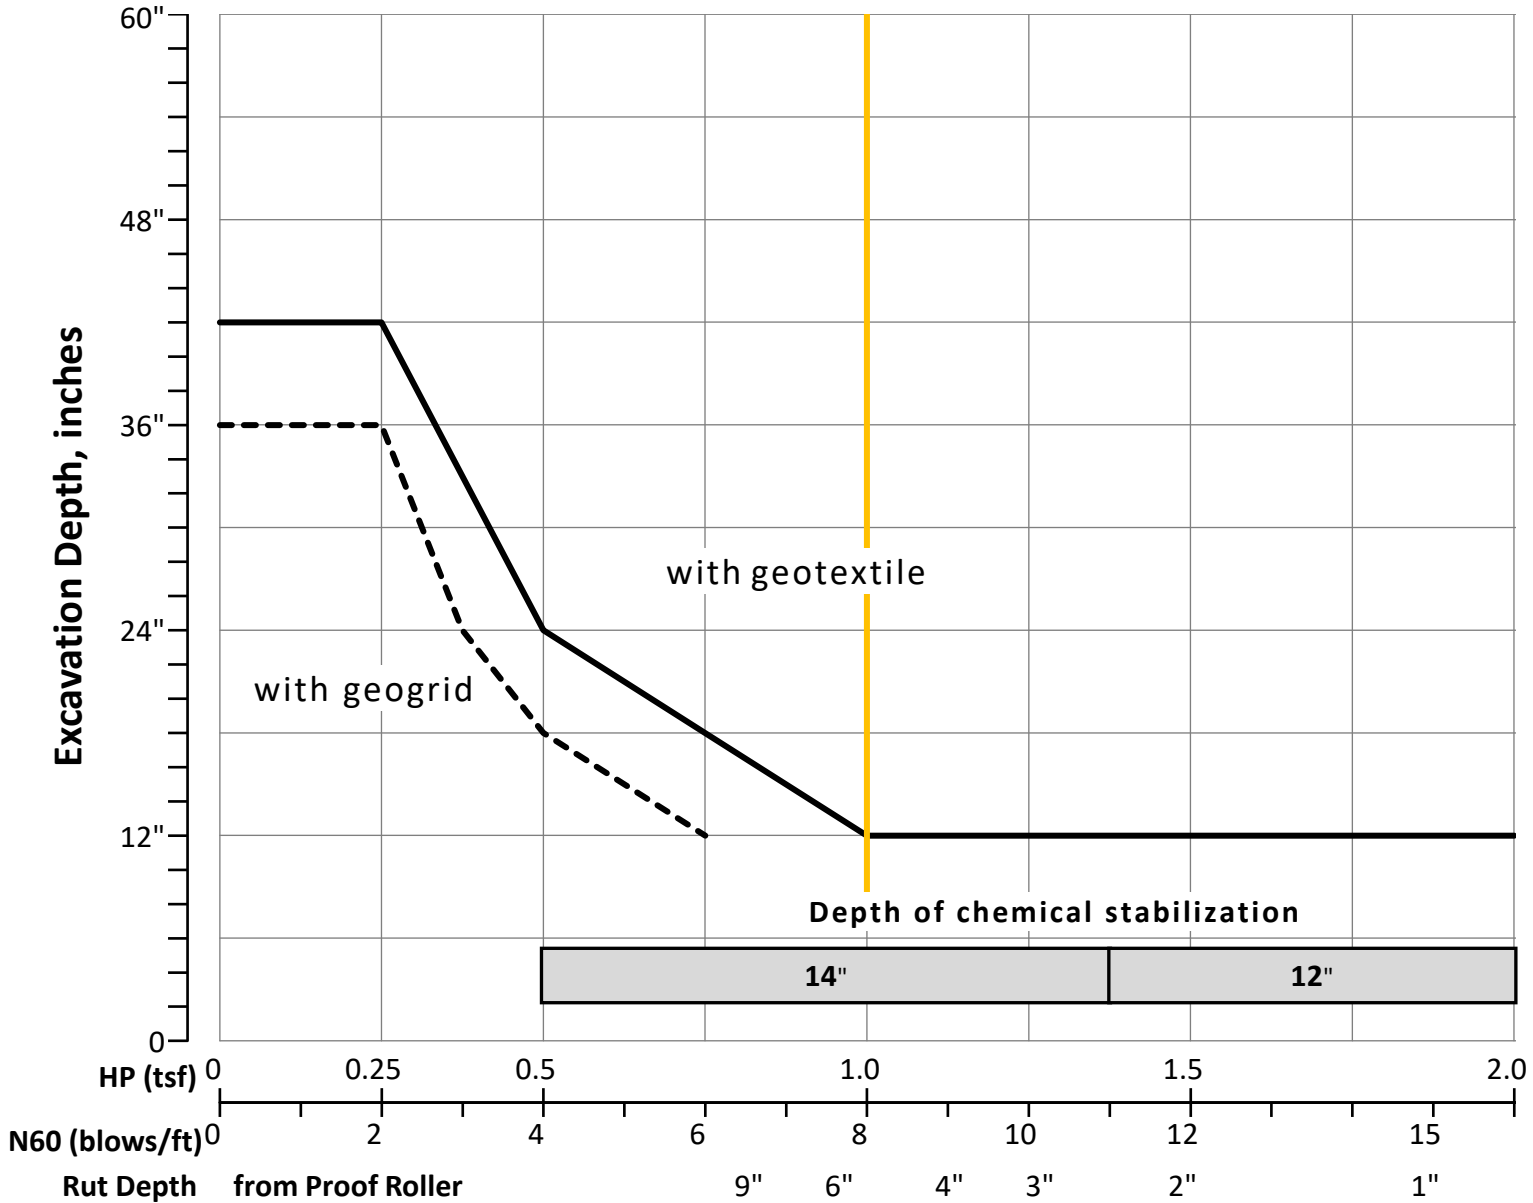 60"
48"
36"
24"
12"
0
Excavation Depth, inches
with geotextile
with geogrid
Depth of chemical stabilization
14" 12"
HP (tsf) 0 0.25 0.5 1.0 1.5 2.0
N60 (blows/ft) 0 2 4 6 8 10 12 15
Rut Depth from Proof Roller 9" 6" 4" 3" 2" 1"